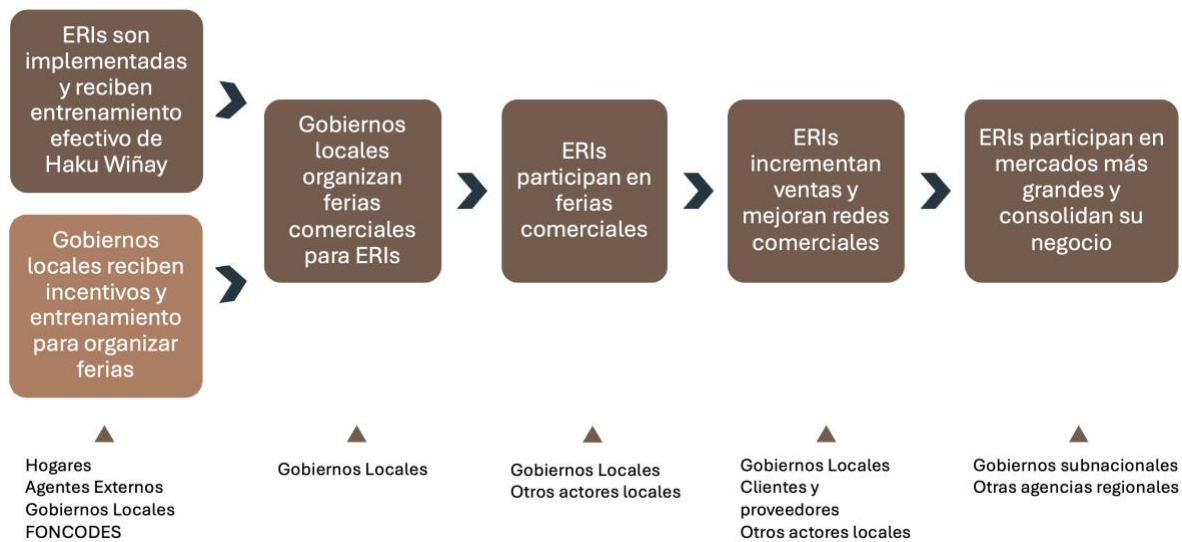 ERIs son
implementadas
y reciben
entrenamiento
efectivo de
Haku Wiñay
Gobiernos
locales reciben
incentivos y
entrenamiento
para organizar
ferias
Gobiernos
locales
organizan
ferias
comerciales
para ERIs
ERIs
participan en
ferias
comerciales
ERIs
incrementan
ventas y
mejoran redes
comerciales
ERIs participan en
mercados más
grandes y
consolidan su
negocio
Hogares
Agentes Externos
Gobiernos Locales
FONCODES
Gobiernos Locales
Gobiernos Locales
Otros actores locales
Gobiernos Locales
Clientes y
proveedores
Otros actores locales
Gobiernos subnacionales
Otras agencias regionales